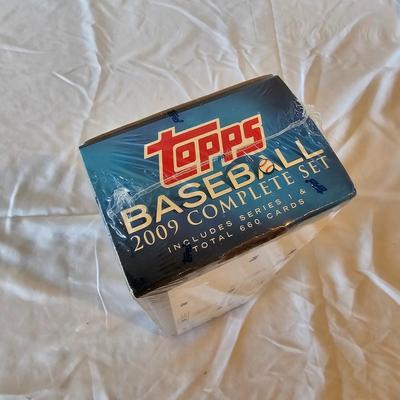 topps
BASEBALL
2009 COMPLETE SET
INCLUDES SERIES 1 &
TOTAL 660 CARDS